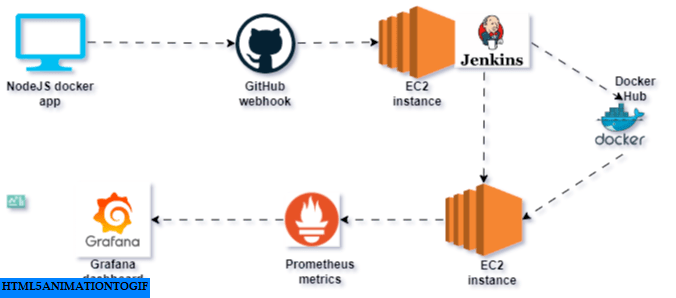 NodeJS docker
app
GitHub
webhook
EC2
instance
Jenkins
Docker
Hub
docker
Grafana
Grafana
dashboard
Prometheus
metrics
EC2
instance
HTML5ANIMATIONTOGIF